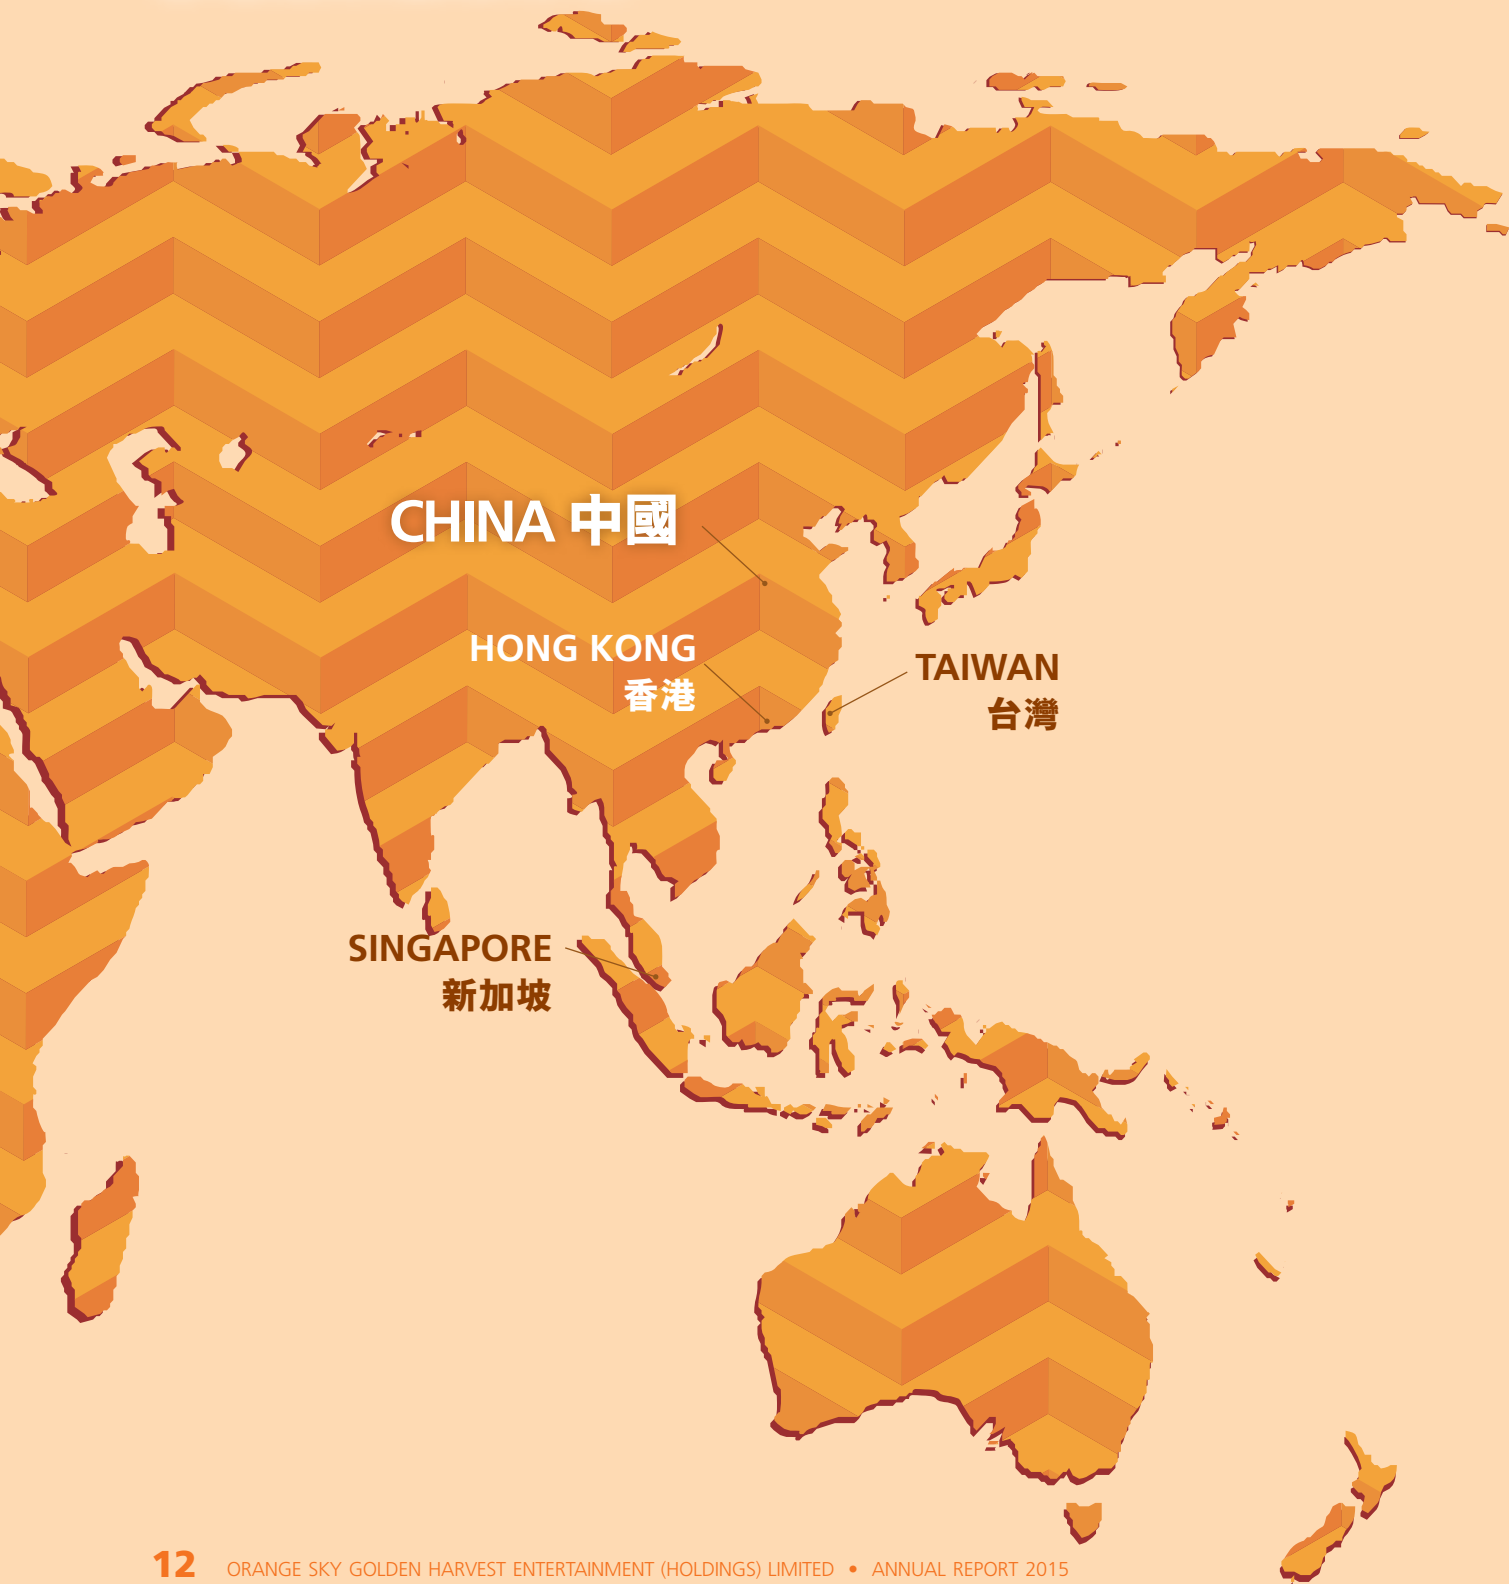 CHINA 中國
HONG KONG
香港
TAIWAN
台灣
SINGAPORE
新加坡
12 ORANGE SKY GOLDEN HARVEST ENTERTAINMENT (HOLDINGS) LIMITED • ANNUAL REPORT 2015